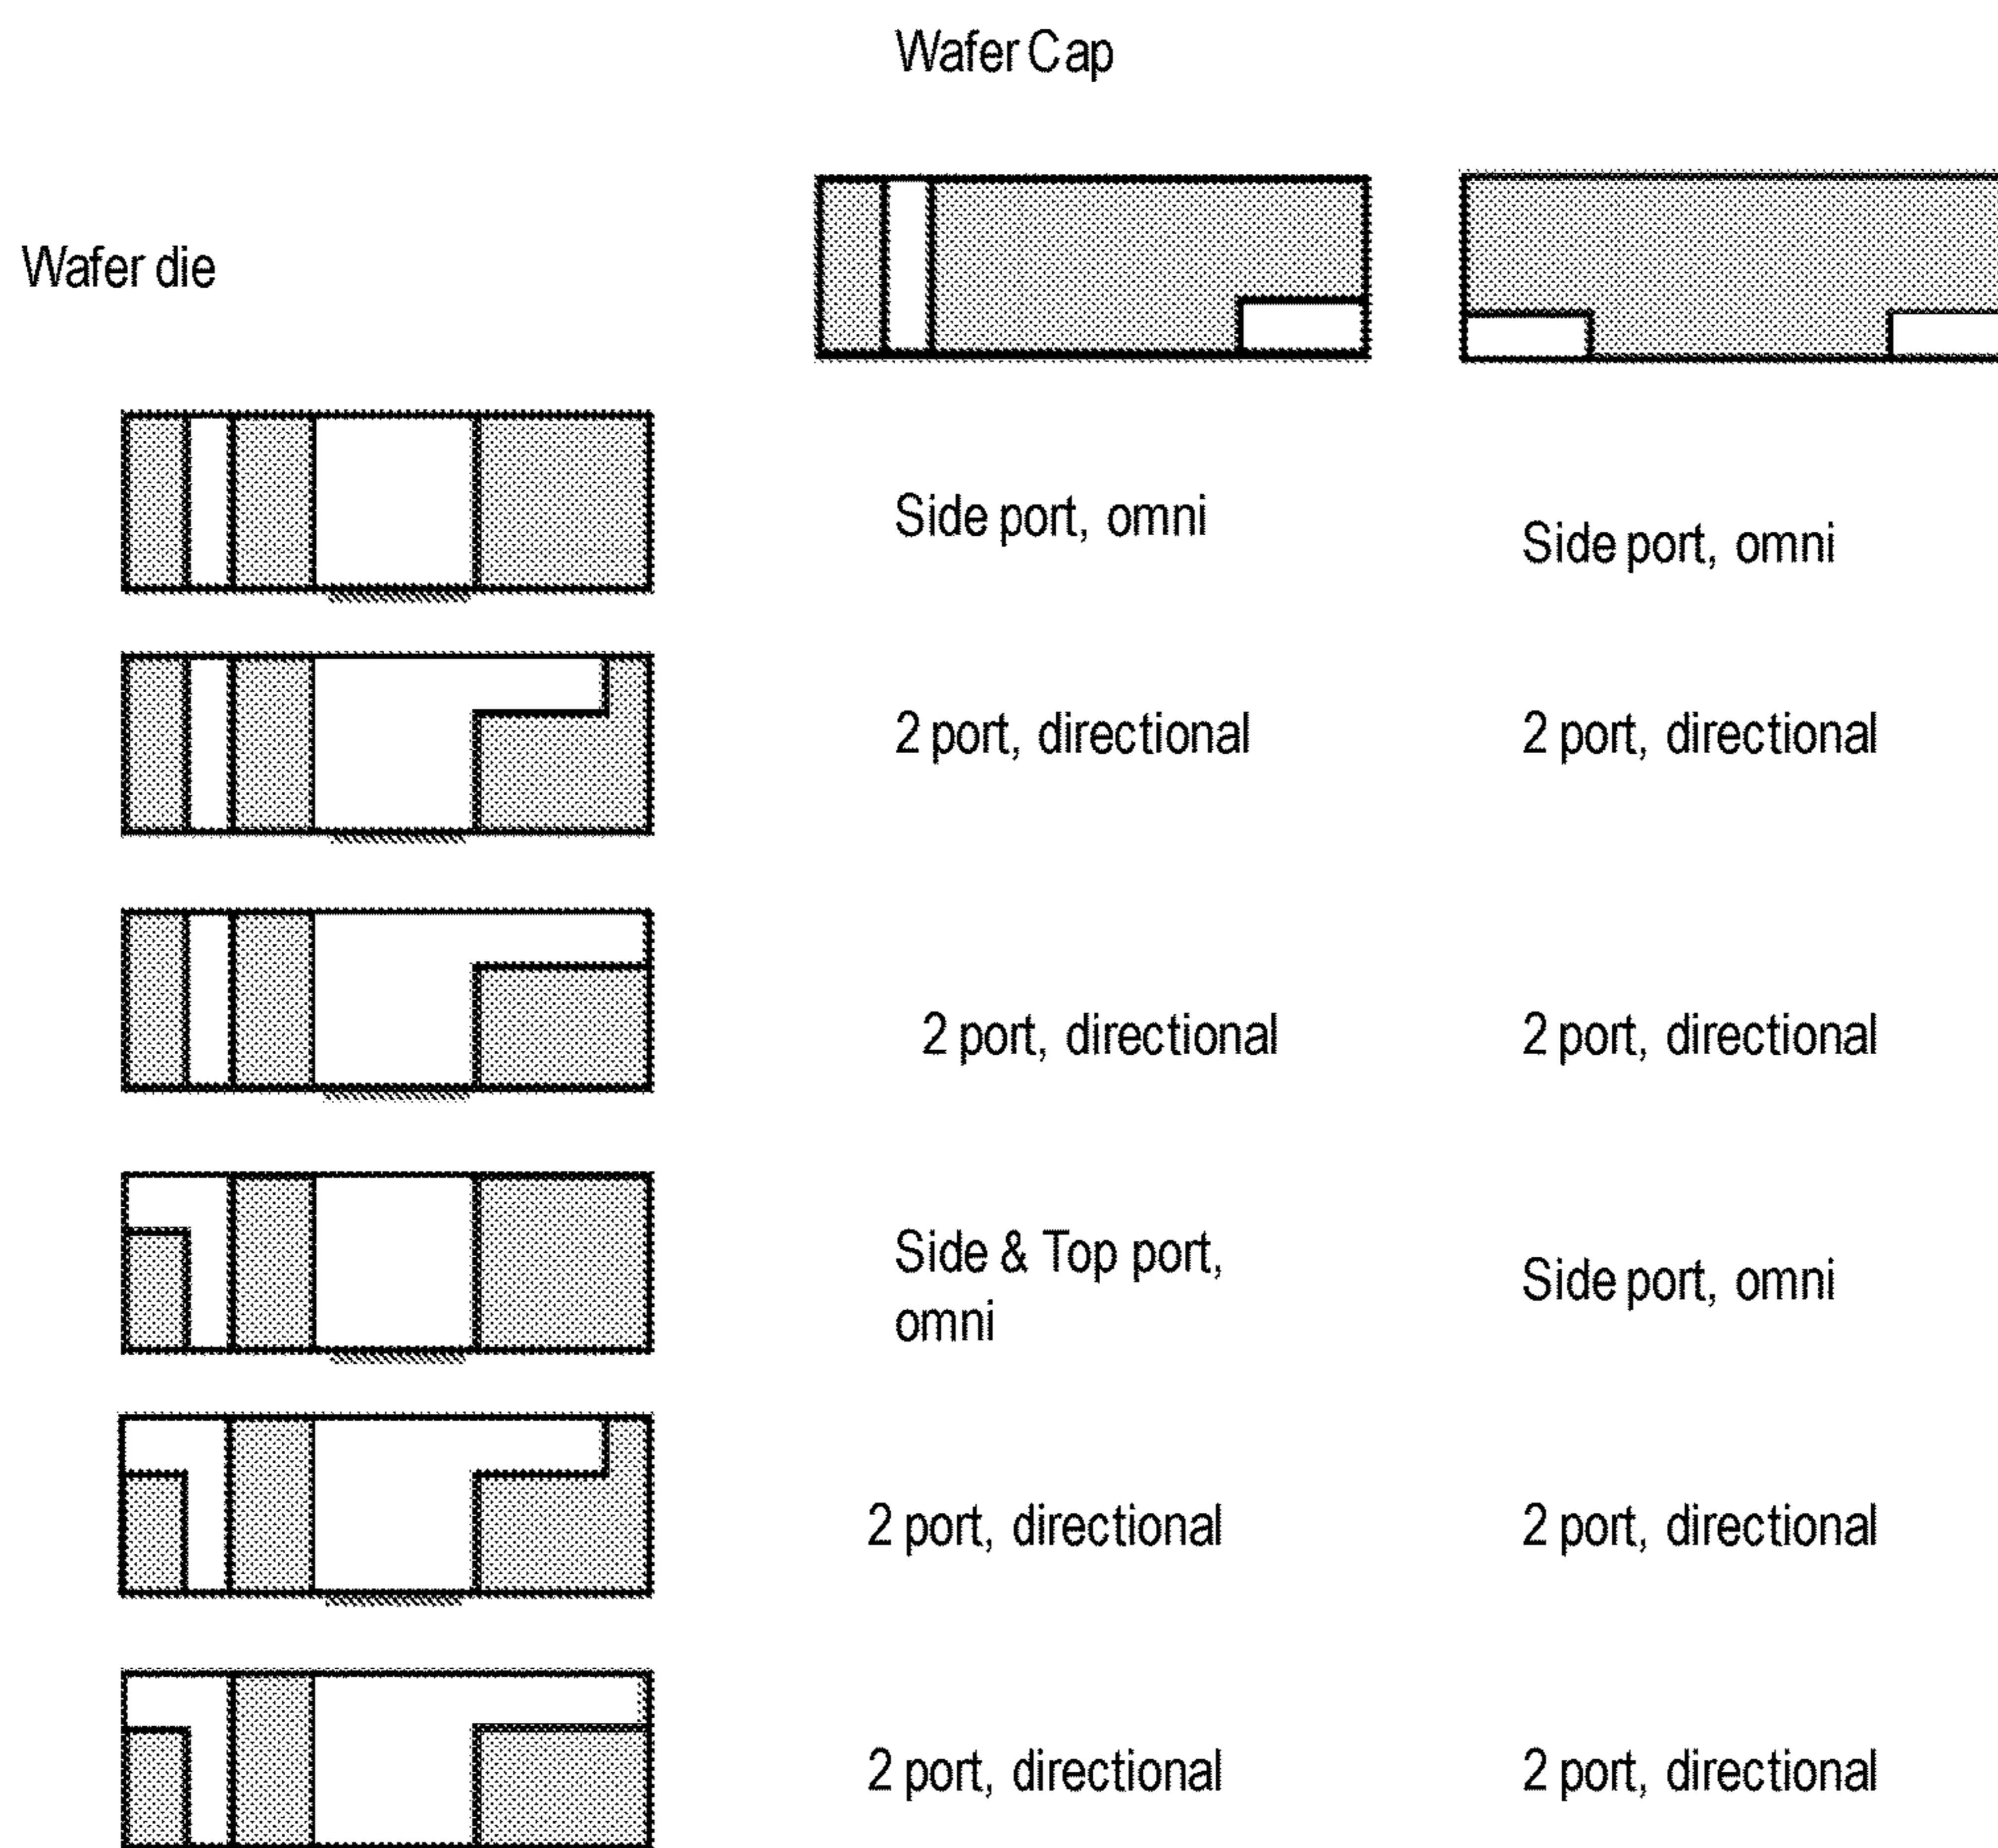 Wafer Cap
Wafer die
Side port, omni
Side port, omni
2 port, directional
2 port, directional
2 port, directional
2 port, directional
Side & Top port,
omni
Side port, omni
2 port, directional
2 port, directional
2 port, directional
2 port, directional